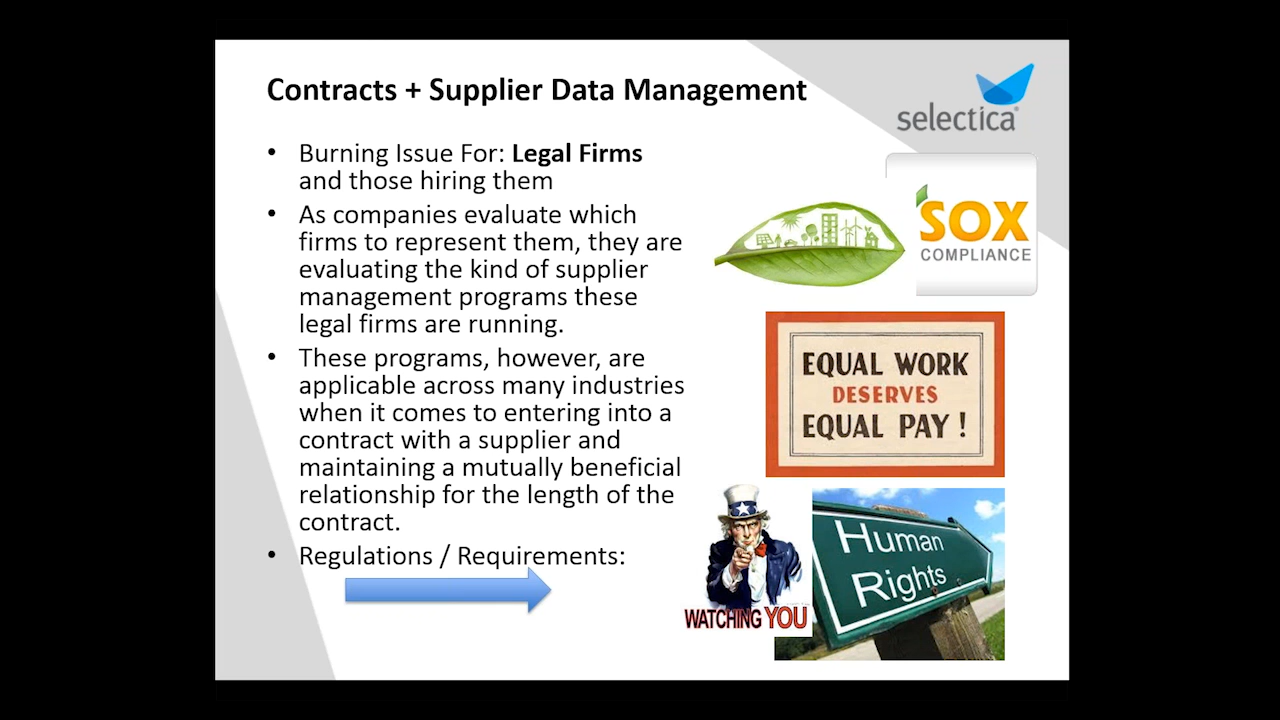 Contracts + Supplier Data Management
selectica
• Burning Issue For: Legal Firms
and those hiring them
• As companies evaluate which
firms to represent them, they are
evaluating the kind of supplier
management programs these
legal firms are running.
• These programs, however, are
applicable across many industries
when it comes to entering into a
contract with a supplier and
maintaining a mutually beneficial
relationship for the length of the
contract.
• Regulations / Requirements:
SOX
COMPLIANCE
EQUAL WORK
DESERVES
EQUAL PAY !
WATCHING YOU
Human
Rights